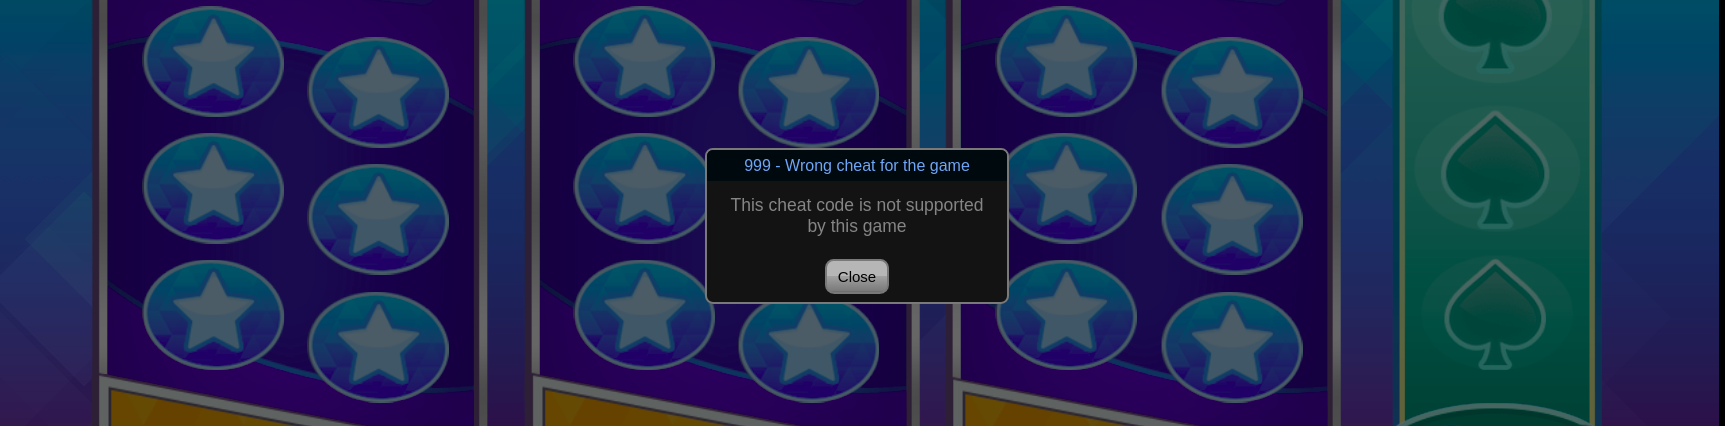 999 - Wrong cheat for the game
This cheat code is not supported
by this game
Close